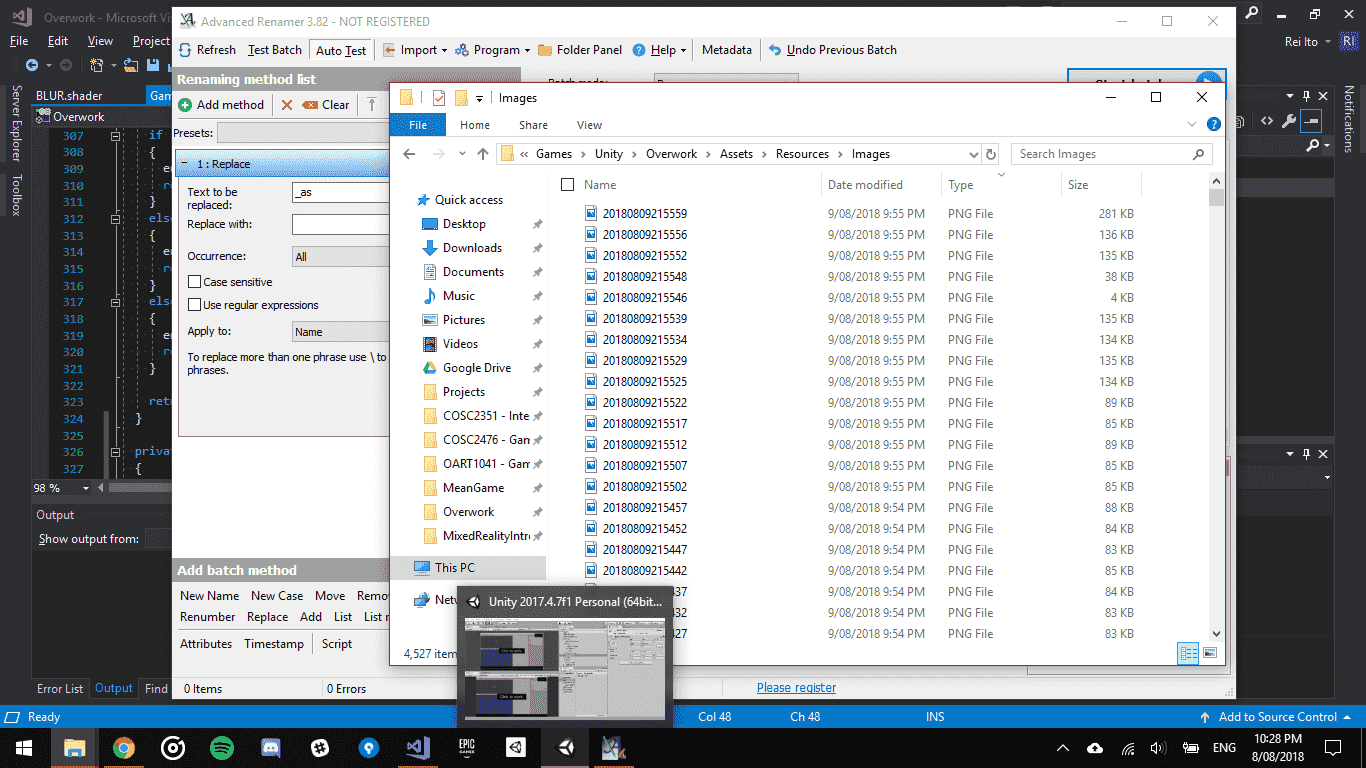 Overwork - Microsoft Vis
File Edit View Project
Rei Ito
RI
Server Explorer
Toolbox
Notifications
BLUR.shader
Gam
Overwork
307 if
308 {
309
310
311 }
312 else
313 {
314
315
316 }
317 else
318 {
319
320
321 }
322
323
324 }
325
326
327 {
98 %
Output
Show output from:
Error List Output Find
Ready
Col 48 Ch 48 INS
Add to Source Control
Advanced Renamer 3.82 - NOT REGISTERED
Refresh Test Batch Auto Test Import Program Folder Panel Help Metadata Undo Previous Batch
Renaming method list
Add method Clear
Presets:
1 : Replace
Text to be replaced: _as
Replace with:
Occurrence: All
Case sensitive
Use regular expressions
Apply to: Name
To replace more than one phrase use \ to
phrases.
Add batch method
New Name New Case Move
Renumber Replace Add List
Attributes Timestamp Script
0 Items 0 Errors
Please register
Images
File Home Share View
« Games Unity Overwork Assets Resources Images
Search Images
Quick access
Desktop
Downloads
Documents
Music
Pictures
Videos
Google Drive
Projects
COSC2351 - Inte
COSC2476 - Gam
OART1041 - Gam
MeanGame
Overwork
MixedRealityIntr
This PC
4,527 item
Name Date modified Type Size
20180809215559 9/08/2018 9:55 PM PNG File 281 KB
20180809215556 9/08/2018 9:55 PM PNG File 136 KB
20180809215552 9/08/2018 9:55 PM PNG File 135 KB
20180809215548 9/08/2018 9:55 PM PNG File 38 KB
20180809215546 9/08/2018 9:55 PM PNG File 4 KB
20180809215539 9/08/2018 9:55 PM PNG File 135 KB
20180809215534 9/08/2018 9:55 PM PNG File 134 KB
20180809215529 9/08/2018 9:55 PM PNG File 135 KB
20180809215525 9/08/2018 9:55 PM PNG File 134 KB
20180809215522 9/08/2018 9:55 PM PNG File 89 KB
20180809215517 9/08/2018 9:55 PM PNG File 85 KB
20180809215512 9/08/2018 9:55 PM PNG File 89 KB
20180809215507 9/08/2018 9:55 PM PNG File 85 KB
20180809215502 9/08/2018 9:55 PM PNG File 85 KB
20180809215457 9/08/2018 9:54 PM PNG File 88 KB
20180809215452 9/08/2018 9:54 PM PNG File 84 KB
20180809215447 9/08/2018 9:54 PM PNG File 83 KB
20180809215442 9/08/2018 9:54 PM PNG File 85 KB
437 9/08/2018 9:54 PM PNG File 84 KB
432 9/08/2018 9:54 PM PNG File 83 KB
427 9/08/2018 9:54 PM PNG File 83 KB
Unity 2017.4.7f1 Personal (64bit...
EPIC GAMES
ENG
10:28 PM
8/08/2018